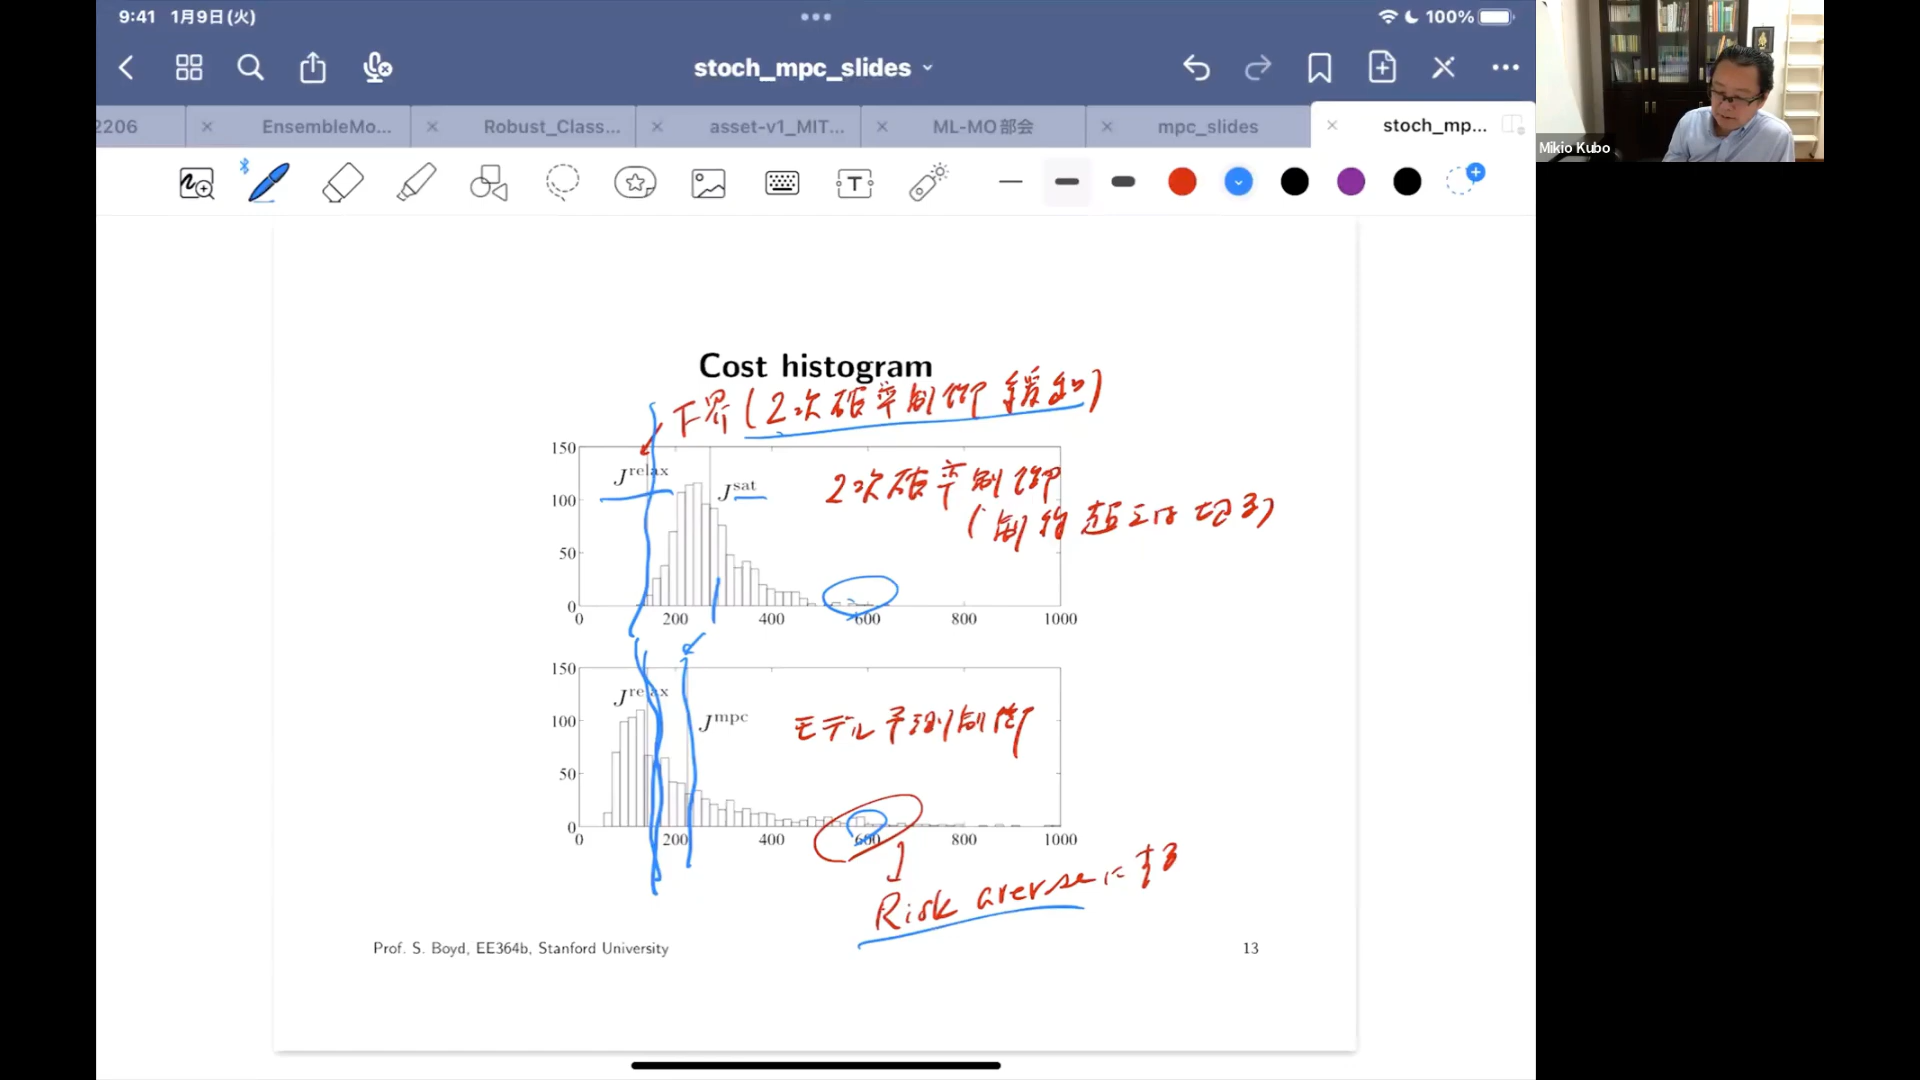 9:41 1月9日(火)
100%
stoch_mpc_slides
2206
EnsembleMo...
Robust_Class...
asset-v1_MIT...
ML-MO部会
mpc_slides
stoch_mp...
Mikio Kubo
Cost histogram
下界(2次確率制御 緩和)
150
100
50
0
J^relax
J^sat
2次確率制御
(制約超えは切る)
0 200 400 600 800 1000
150
100
50
0
J^relax
J^mpc
モデル予測制御
0 200 400 600 800 1000
Risk averseにする
Prof. S. Boyd, EE364b, Stanford University
13